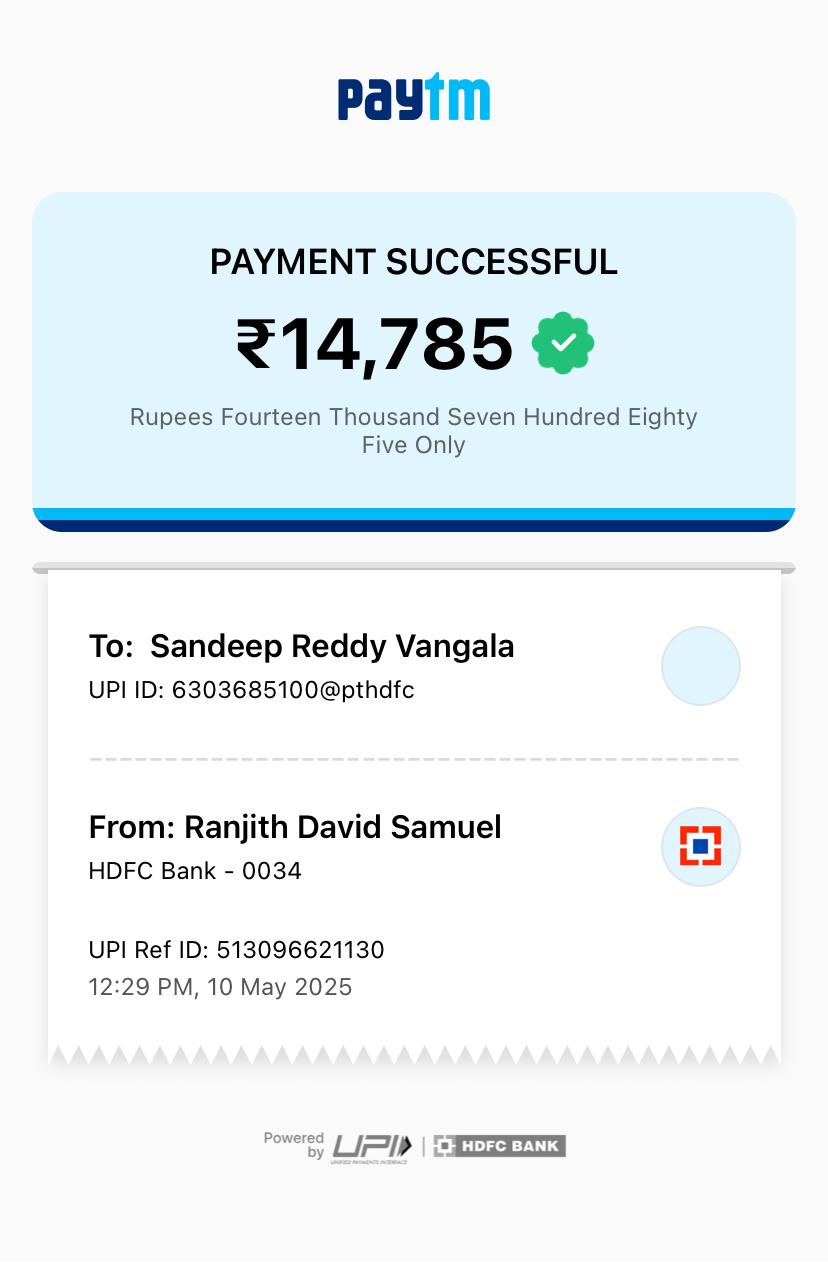 paytm
PAYMENT SUCCESSFUL
₹14,785
Rupees Fourteen Thousand Seven Hundred Eighty
Five Only
To: Sandeep Reddy Vangala
UPI ID: 6303685100@pthdfc
From: Ranjith David Samuel
HDFC Bank - 0034
UPI Ref ID: 513096621130
12:29 PM, 10 May 2025
Powered
by
UPI
UNIFIED PAYMENTS INTERFACE
HDFC BANK